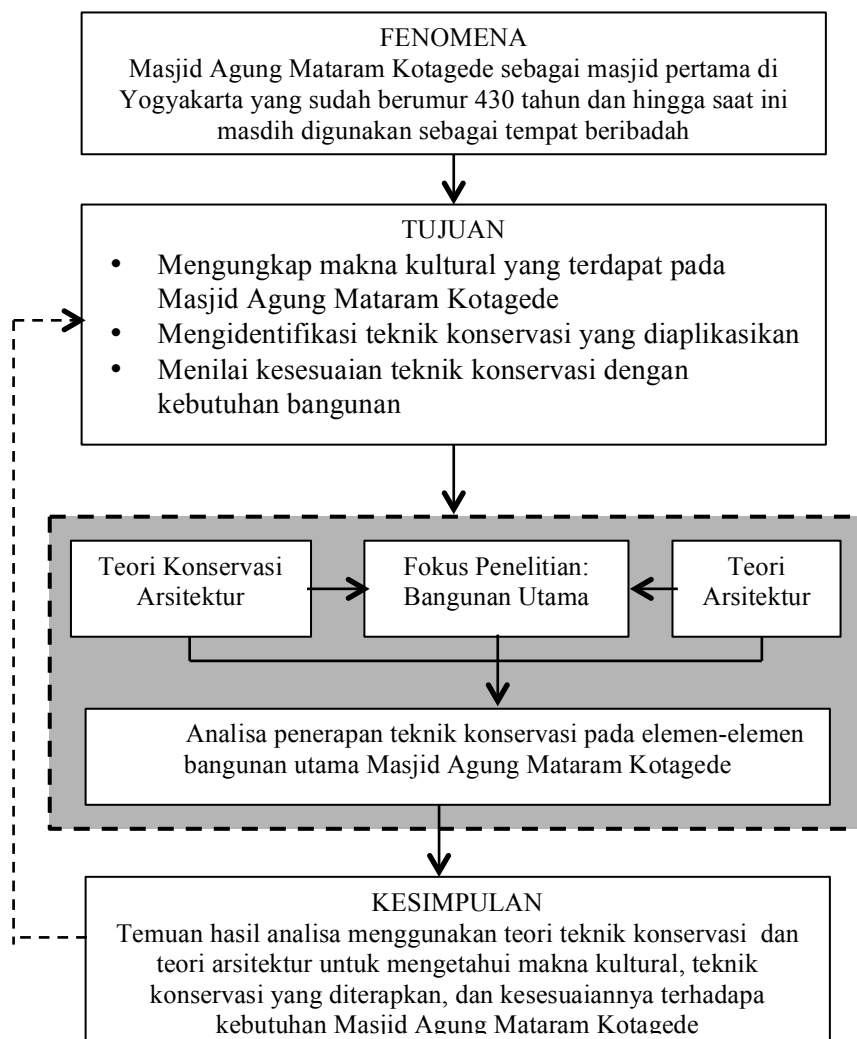 FENOMENA
Masjid Agung Mataram Kotagede sebagai masjid pertama di
Yogyakarta yang sudah berumur 430 tahun dan hingga saat ini
masdih digunakan sebagai tempat beribadah
TUJUAN
• Mengungkap makna kultural yang terdapat pada
Masjid Agung Mataram Kotagede
• Mengidentifikasi teknik konservasi yang diaplikasikan
• Menilai kesesuaian teknik konservasi dengan
kebutuhan bangunan
Teori Konservasi
Arsitektur
Fokus Penelitian:
Bangunan Utama
Teori
Arsitektur
Analisa penerapan teknik konservasi pada elemen-elemen
bangunan utama Masjid Agung Mataram Kotagede
KESIMPULAN
Temuan hasil analisa menggunakan teori teknik konservasi dan
teori arsitektur untuk mengetahui makna kultural, teknik
konservasi yang diterapkan, dan kesesuaiannya terhadapa
kebutuhan Masjid Agung Mataram Kotagede